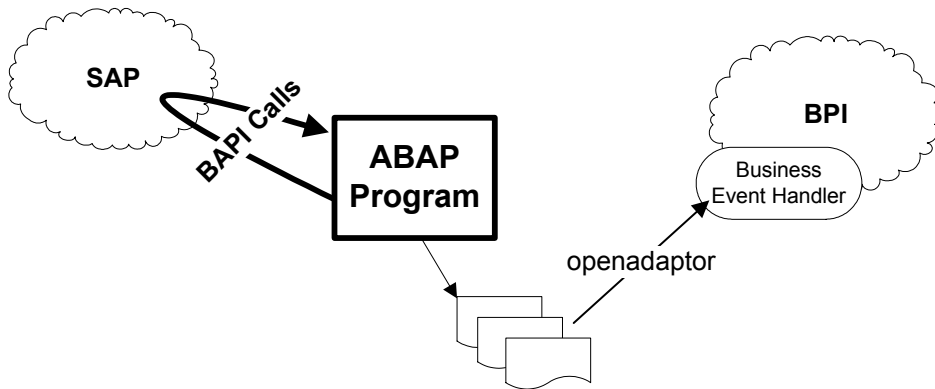 SAP
BAPI Calls
ABAP
Program
BPI
Business
Event Handler
openadaptor